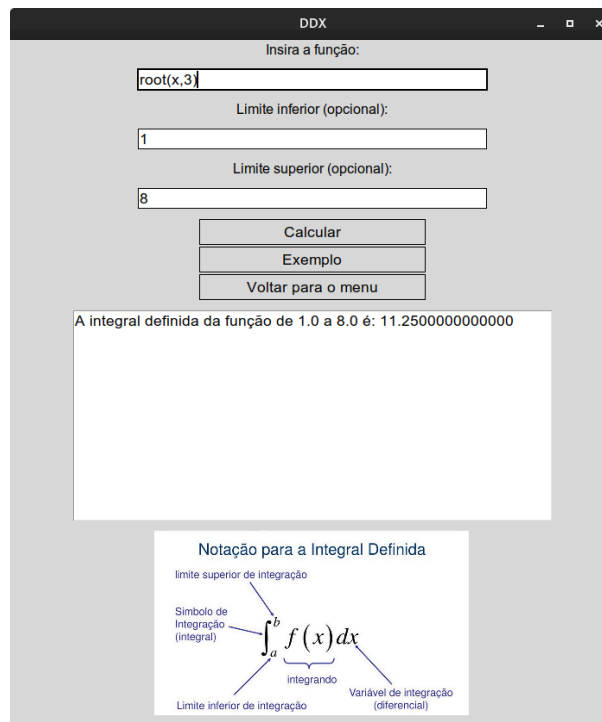 DDX
Insira a função:
root(x,3)
Limite inferior (opcional):
1
Limite superior (opcional):
8
Calcular
Exemplo
Voltar para o menu
A integral definida da função de 1.0 a 8.0 é: 11.2500000000000
Notação para a Integral Definida
limite superior de integração
Simbolo de
Integração
(integral)
∫ₐᵇ f(x)dx
integrando
Limite inferior de integração
Variável de integração
(diferencial)